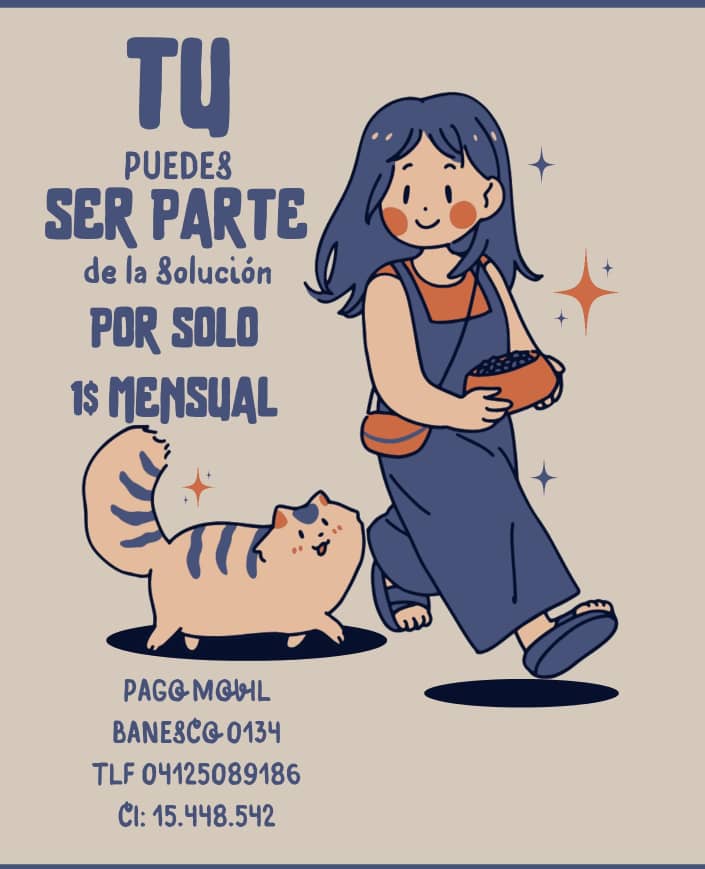 TU
PUEDES
SER PARTE
de la Solución
POR SOLO
1$ MENSUAL
PAGO MOVIL
BANESCO 0134
TLF 04125089186
CI: 15.448.542